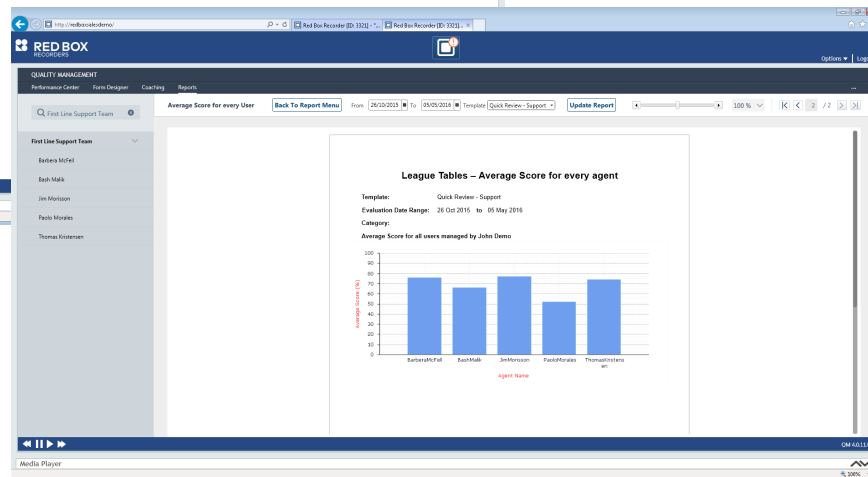 http://redboxsalesdemo/
Red Box Recorder [ID: 3321] - "...
Red Box Recorder [ID: 3321]...
RED BOX
RECORDERS
Options
QUALITY MANAGEMENT
Performance Center Form Designer Coaching Reports ...
First Line Support Team
Average Score for every User Back To Report Menu From 26/10/2015 To 05/05/2016 Template Quick Review - Support Update Report 100 % 2 / 2
First Line Support Team
Barbera McFell
Bash Malik
Jim Morisson
Paolo Morales
Thomas Kristensen
League Tables – Average Score for every agent
Template: Quick Review - Support
Evaluation Date Range: 26 Oct 2015 to 05 May 2016
Category:
Average Score for all users managed by John Demo
Average Score (%)
100
90
80
70
60
50
40
30
20
10
0
BarberaMcFell BashMalik JimMorisson PaoloMorales ThomasKristens
en
Agent Name
QM 4.0.11.
Media Player
100%